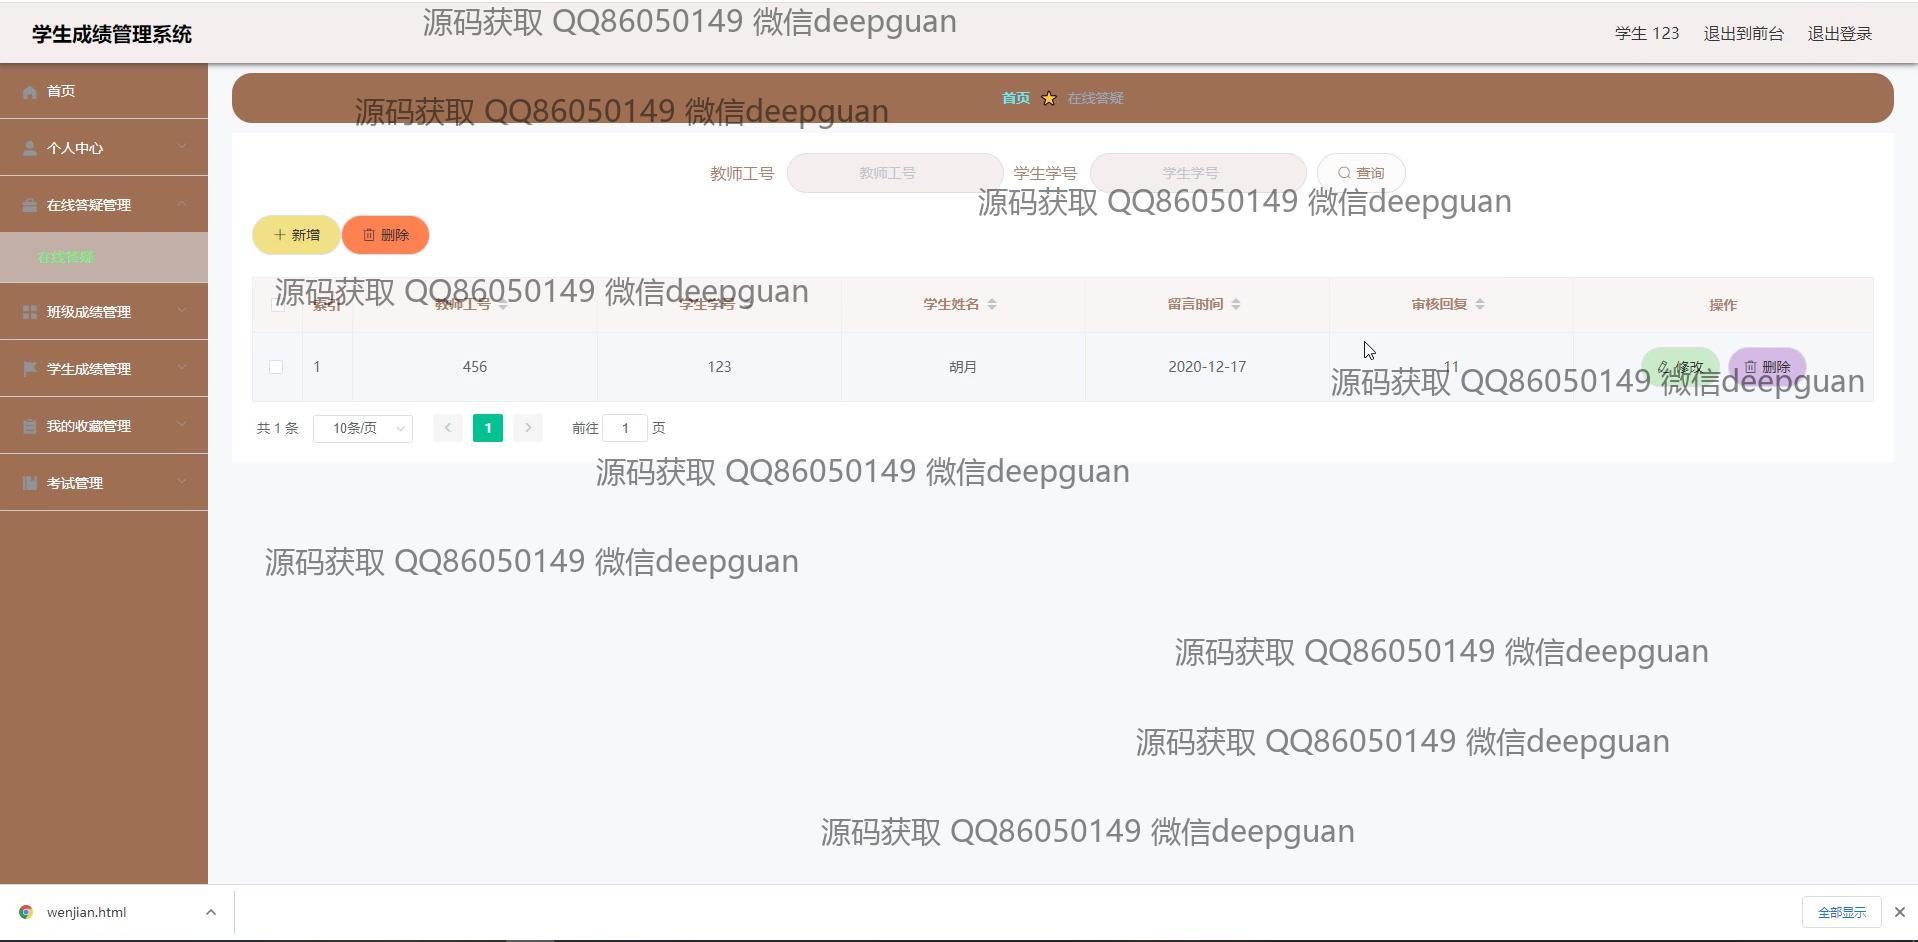 学生成绩管理系统
源码获取 QQ86050149 微信deepguan
学生 123 退出到前台 退出登录
首页
个人中心
在线答疑管理
在线答疑
班级成绩管理
学生成绩管理
我的收藏管理
考试管理
首页 在线答疑
源码获取 QQ86050149 微信deepguan
教师工号 教师工号 学生学号 学生学号 查询
源码获取 QQ86050149 微信deepguan
新增 删除
源码获取 QQ86050149 微信deepguan
索引 教师工号 学生学号 学生姓名 留言时间 审核回复 操作
1 456 123 胡月 2020-12-17 11 修改 删除
源码获取 QQ86050149 微信deepguan
共 1 条 10条/页 1 前往 1 页
源码获取 QQ86050149 微信deepguan
源码获取 QQ86050149 微信deepguan
源码获取 QQ86050149 微信deepguan
源码获取 QQ86050149 微信deepguan
源码获取 QQ86050149 微信deepguan
wenjian.html
全部显示